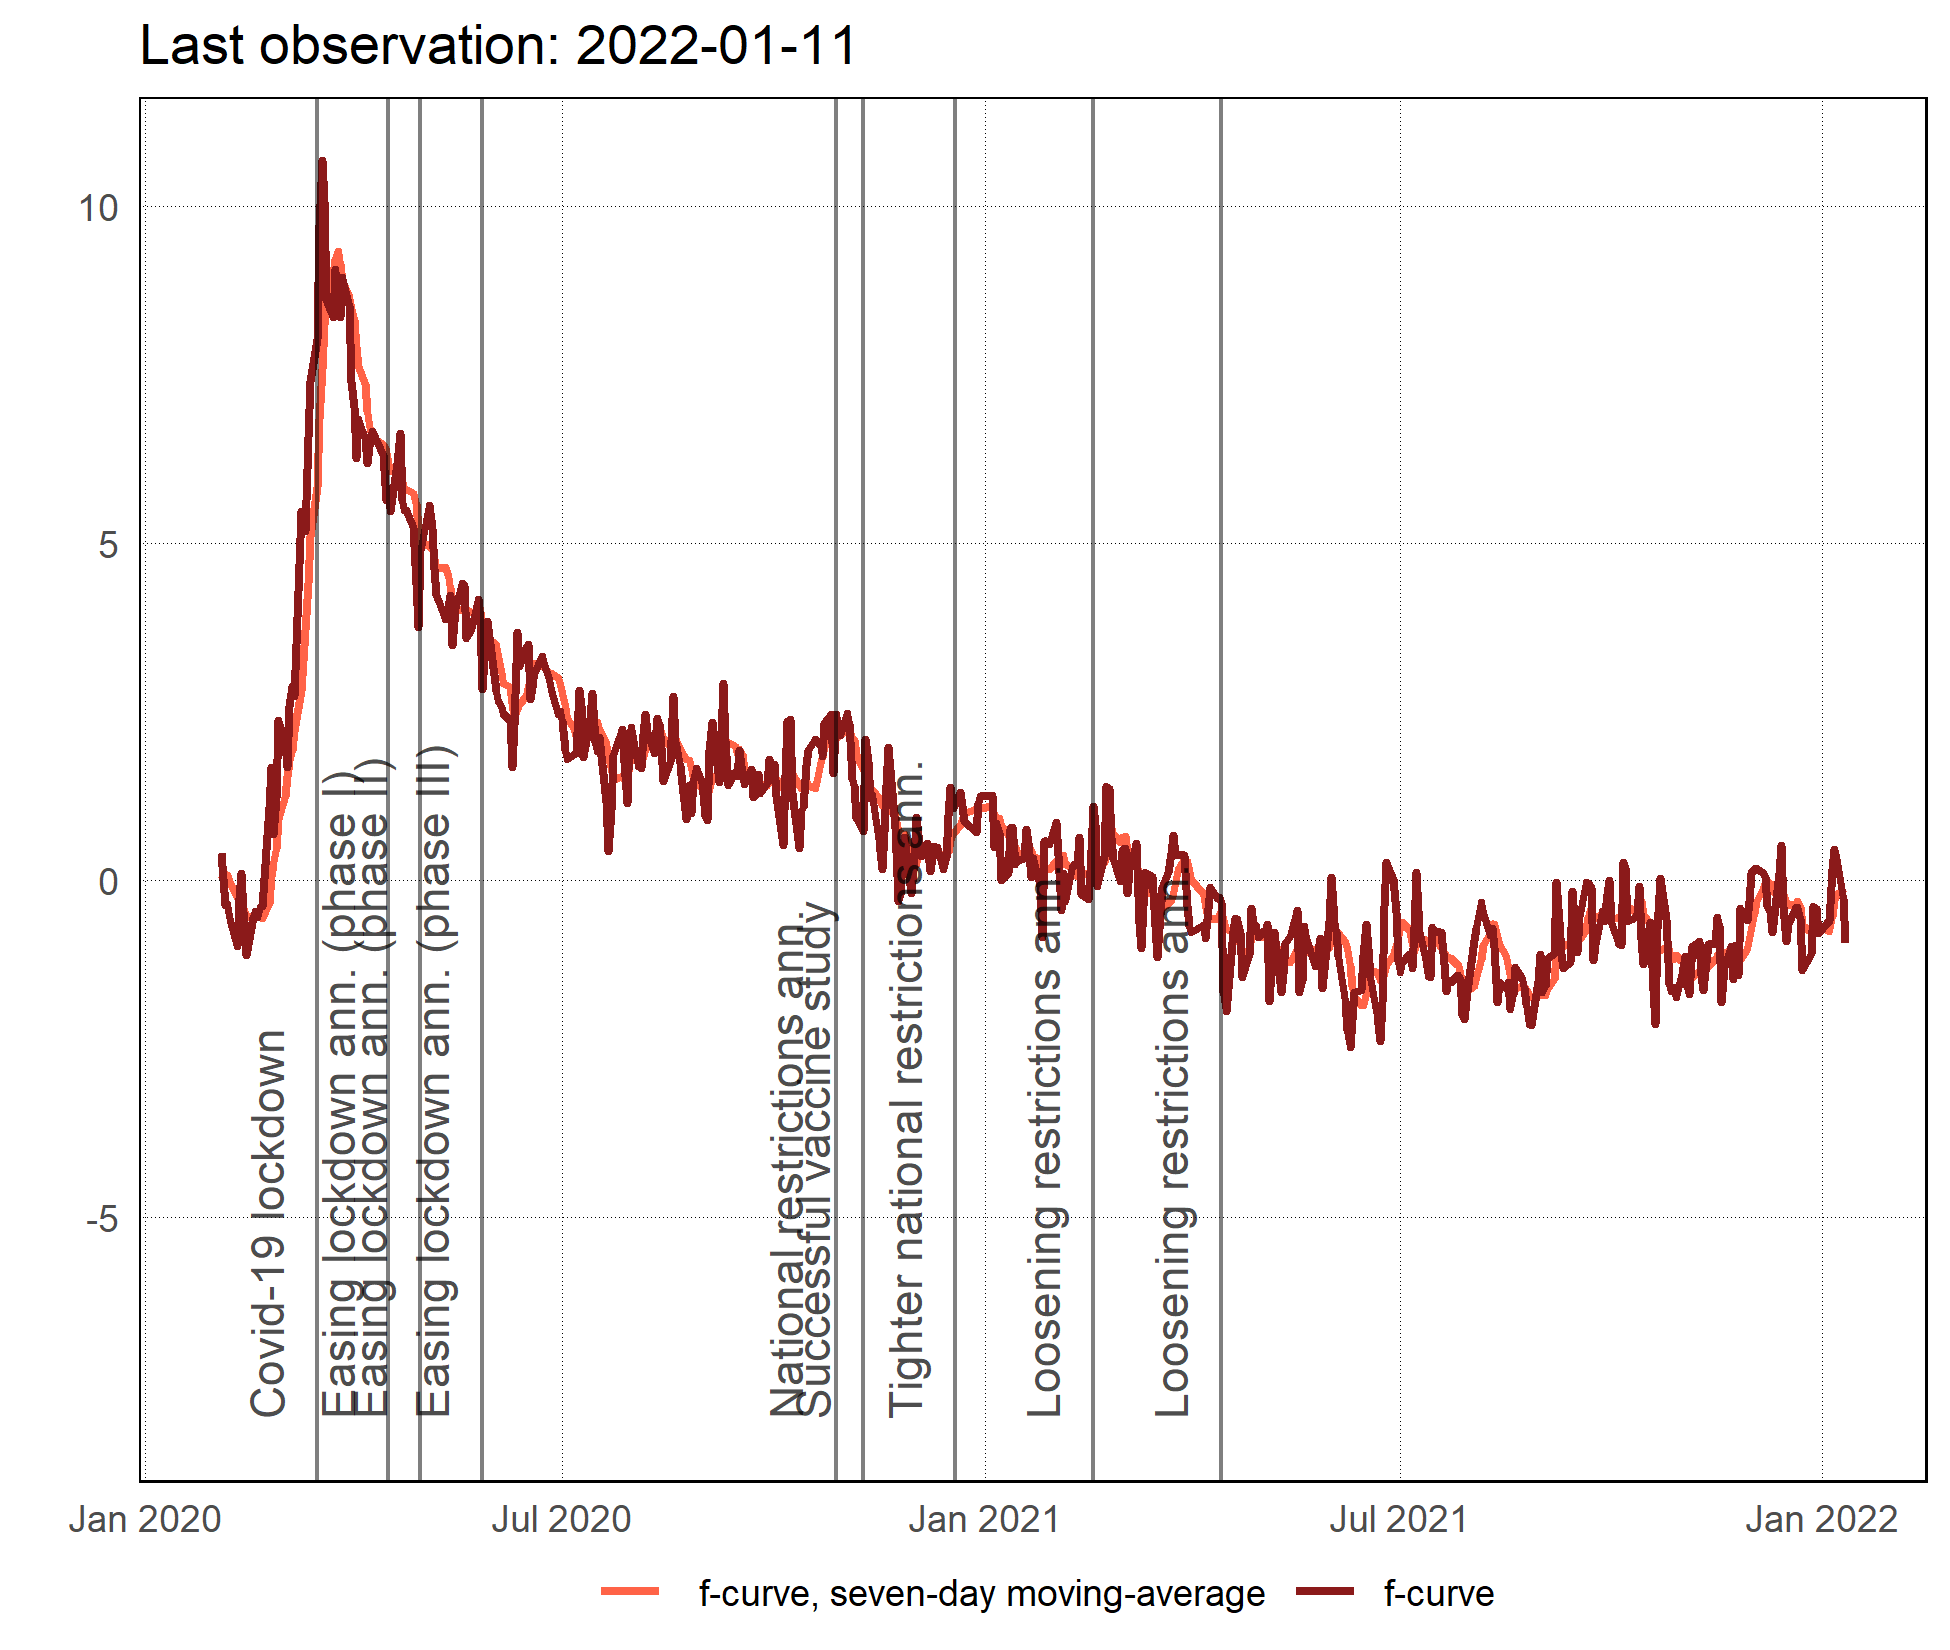 Last observation: 2022-01-11
10
5
0
-5
Covid-19 lockdown
Easing lockdown ann. (phase I)
Easing lockdown ann. (phase II)
Easing lockdown ann. (phase III)
National restrictions ann.
Successful vaccine study
Tighter national restrictions ann.
Loosening restrictions ann.
Loosening restrictions ann.
Jan 2020
Jul 2020
Jan 2021
Jul 2021
Jan 2022
f-curve, seven-day moving-average
f-curve